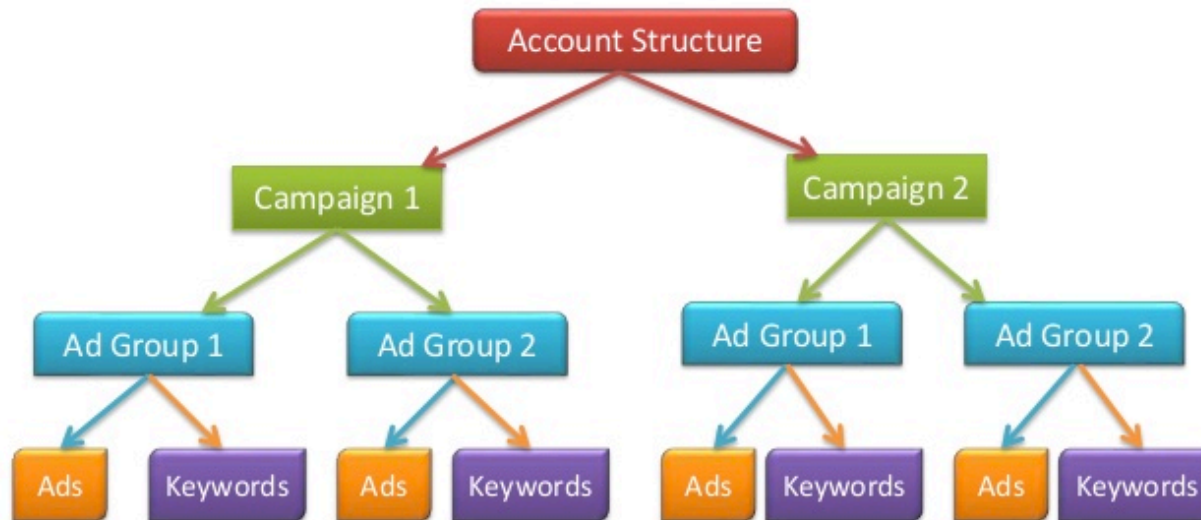 Account Structure
Campaign 1
Campaign 2
Ad Group 1
Ad Group 2
Ad Group 1
Ad Group 2
Ads
Keywords
Ads
Keywords
Ads
Keywords
Ads
Keywords